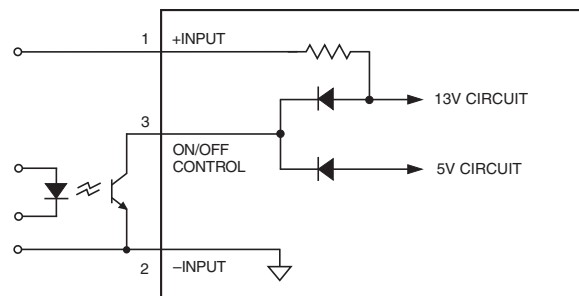 1 +INPUT
13V CIRCUIT
3
ON/OFF
CONTROL
5V CIRCUIT
2 –INPUT